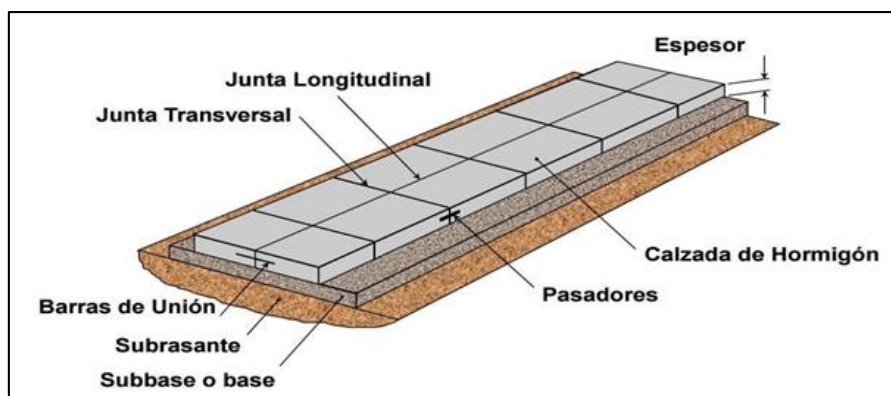 Espesor
Junta Longitudinal
Junta Transversal
Calzada de Hormigón
Pasadores
Barras de Unión
Subrasante
Subbase o base